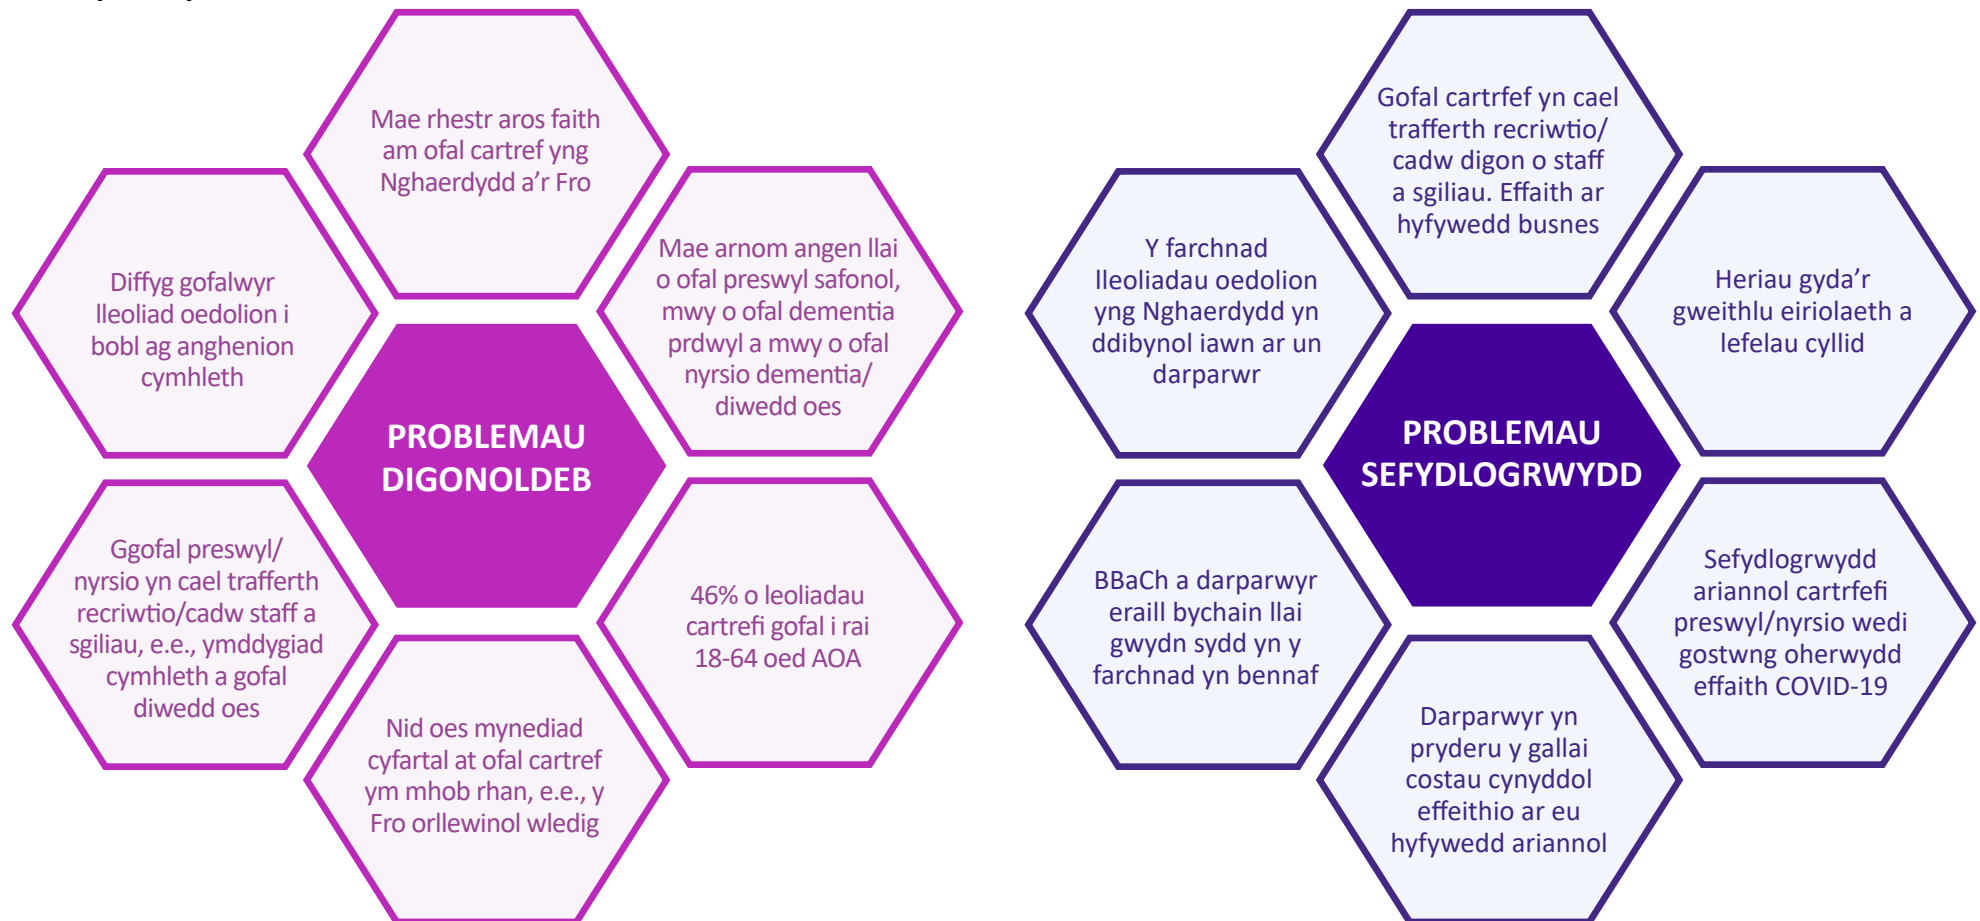 Mae rhestr aros faith
am ofal cartref yng
Nghaerdydd a'r Fro
Mae arnom angen llai
o ofal preswyl safonol,
mwy o ofal dementia
prdwyl a mwy o ofal
nyrsio dementia/
diwedd oes
46% o leoliadau
cartrefi gofal i rai
18-64 oed AOA
Nid oes mynediad
cyfartal at ofal cartref
ym mhob rhan, e.e., y
Fro orllewinol wledig
Ggofal preswyl/
nyrsio yn cael trafferth
recriwtio/cadw staff a
sgiliau, e.e., ymddygiad
cymhleth a gofal
diwedd oes
Diffyg gofalwyr
lleoliad oedolion i
bobl ag anghenion
cymhleth
PROBLEMAU
DIGONOLDEB
Gofal cartrfef yn cael
trafferth recriwtio/
cadw digon o staff
a sgiliau. Effaith ar
hyfywedd busnes
Heriau gyda'r
gweithlu eiriolaeth a
lefelau cyllid
Sefydlogrwydd
ariannol cartrfefi
preswyl/nyrsio wedi
gostwng oherwydd
effaith COVID-19
Darparwyr yn
pryderu y gallai
costau cynyddol
effeithio ar eu
hyfywedd ariannol
BBaCh a darparwyr
eraill bychain llai
gwydn sydd yn y
farchnad yn bennaf
Y farchnad
lleoliadau oedolion
yng Nghaerdydd yn
ddibynol iawn ar un
darparwr
PROBLEMAU
SEFYDLOGRWYDD